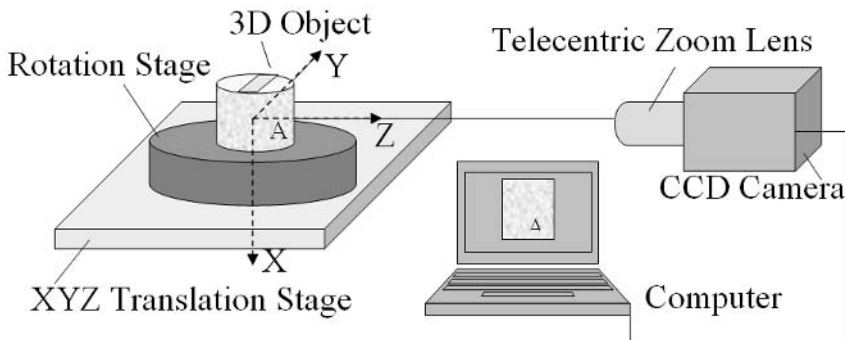 3D Object
Telecentric Zoom Lens
Rotation Stage
Y
A
Z
CCD Camera
Δ
X
XYZ Translation Stage
Computer